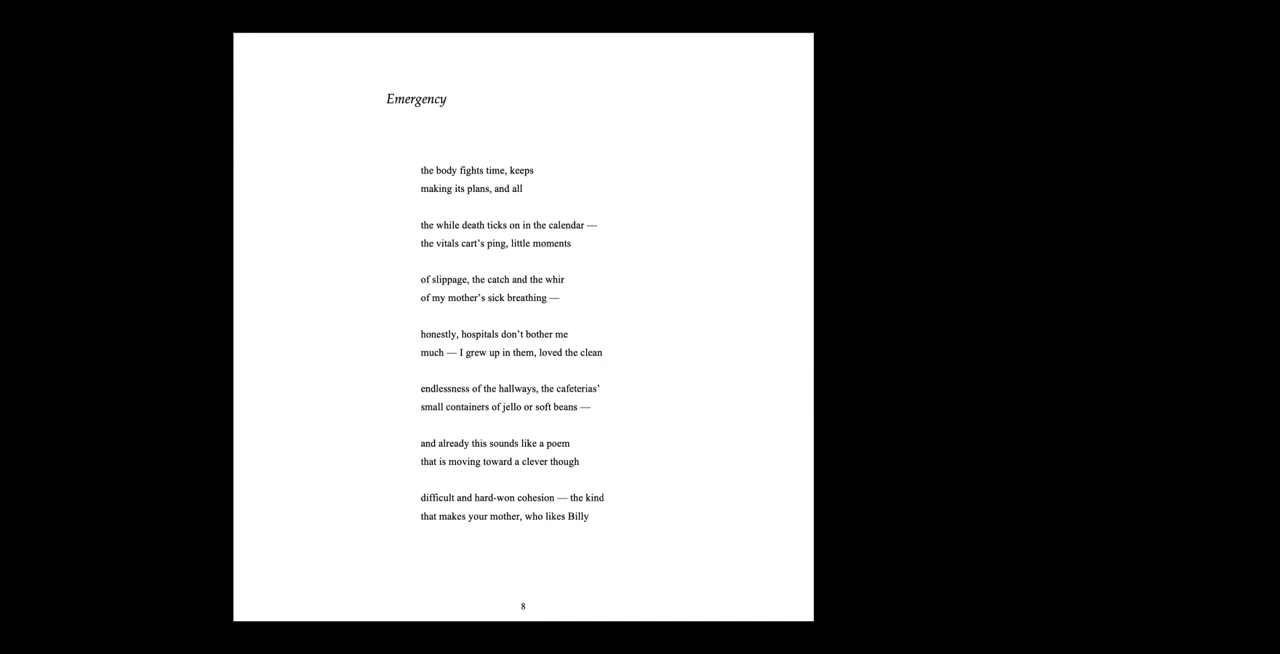 Emergency
the body fights time, keeps
making its plans, and all
the while death ticks on in the calendar —
the vitals cart’s ping, little moments
of slippage, the catch and the whir
of my mother’s sick breathing —
honestly, hospitals don’t bother me
much — I grew up in them, loved the clean
endlessness of the hallways, the cafeterias’
small containers of jello or soft beans —
and already this sounds like a poem
that is moving toward a clever though
difficult and hard-won cohesion — the kind
that makes your mother, who likes Billy
8